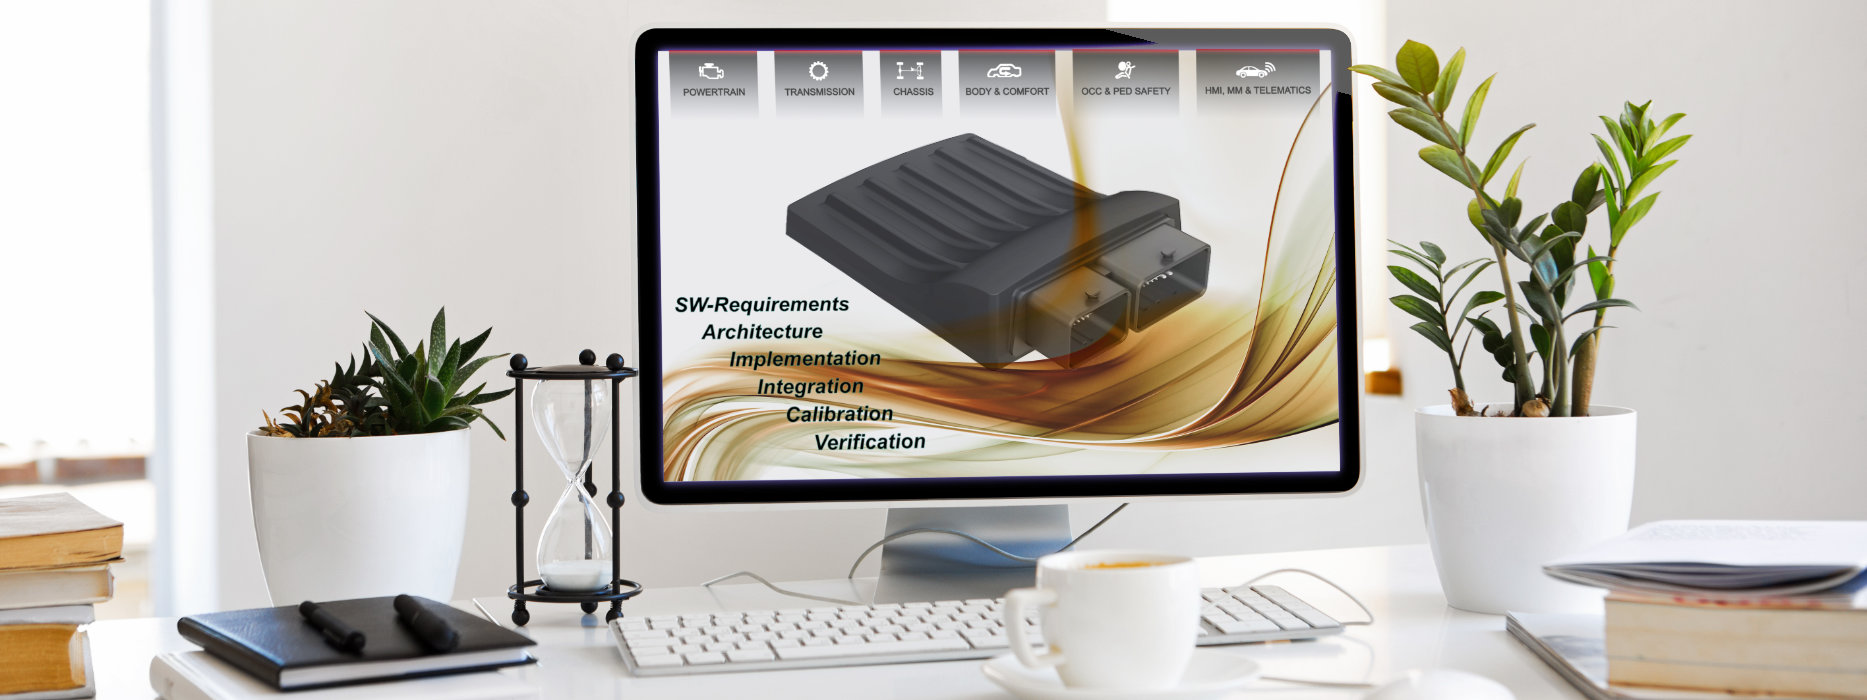 POWERTRAIN
TRANSMISSION
CHASSIS
BODY & COMFORT
OCC & PED SAFETY
HMI, MM & TELEMATICS
SW-Requirements
Architecture
Implementation
Integration
Calibration
Verification